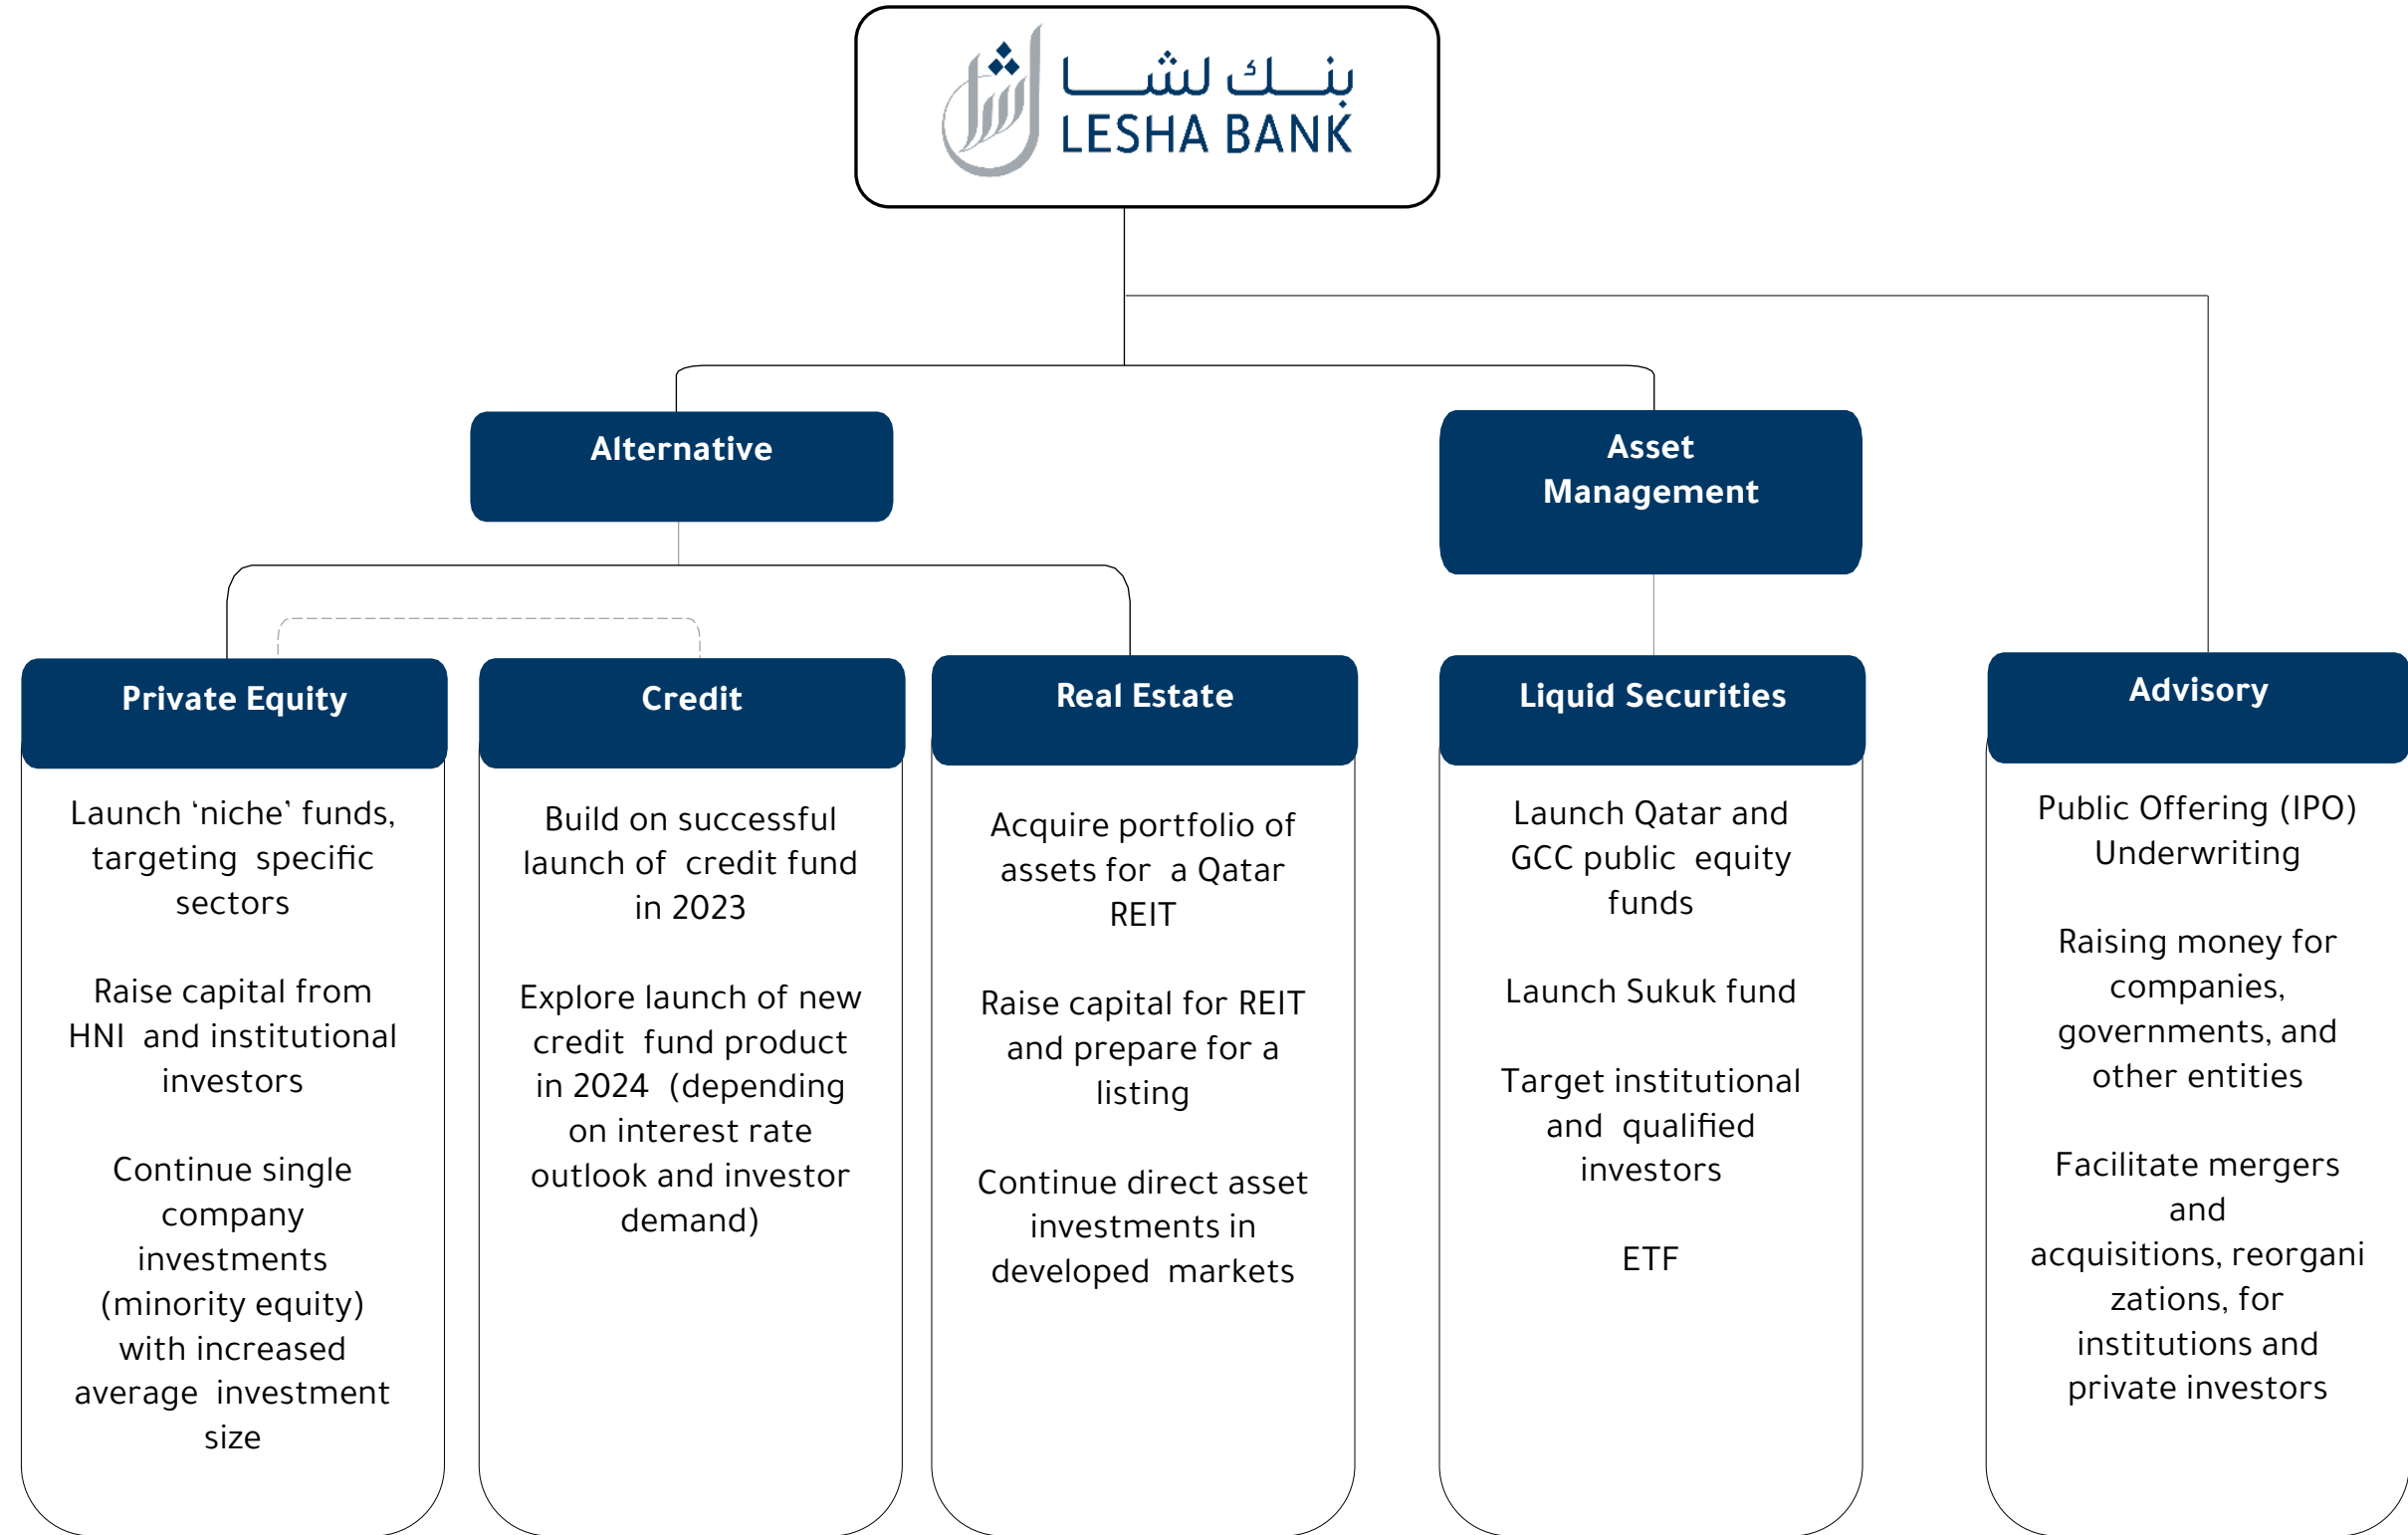 بنك لشا
LESHA BANK
Alternative
Asset
Management
Private Equity
Launch ‘niche’ funds,
targeting specific
sectors
Raise capital from
HNI and institutional
investors
Continue single
company
investments
(minority equity)
with increased
average investment
size
Credit
Build on successful
launch of credit fund
in 2023
Explore launch of new
credit fund product
in 2024 (depending
on interest rate
outlook and investor
demand)
Real Estate
Acquire portfolio of
assets for a Qatar
REIT
Raise capital for REIT
and prepare for a
listing
Continue direct asset
investments in
developed markets
Liquid Securities
Launch Qatar and
GCC public equity
funds
Launch Sukuk fund
Target institutional
and qualified
investors
ETF
Advisory
Public Offering (IPO)
Underwriting
Raising money for
companies,
governments, and
other entities
Facilitate mergers
and
acquisitions, reorgani
zations, for
institutions and
private investors